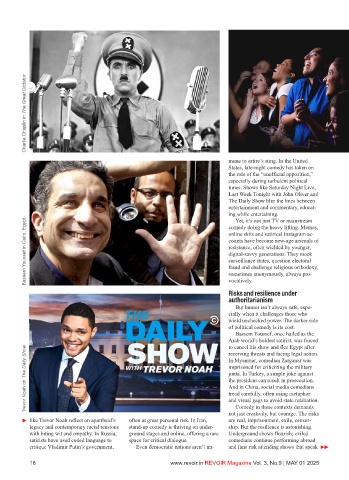 Charlie Chaplin in The Great Dictator
Bassem Youssef in Cairo, Egypt
Trevor Noah on The Daily Show
THE
DAILY
SHOW
WITH TREVOR NOAH
©
mune to satire's sting. In the United
States, late-night comedy has taken on
the role of the "unofficial opposition,"
especially during turbulent political
times. Shows like Saturday Night Live,
Last Week Tonight with John Oliver and
The Daily Show blur the lines between
entertainment and commentary, educat-
ing while entertaining.
Yet, it's not just TV or mainstream
comedy doing the heavy lifting. Memes,
online skits and satirical Instagram ac-
counts have become new-age arsenals of
resistance, often wielded by younger,
digital-savvy generations. They mock
surveillance states, question electoral
fraud and challenge religious orthodoxy,
sometimes anonymously, always pro-
vocatively.
Risks and resilience under
authoritarianism
But humor isn't always safe, espe-
cially when it challenges those who
wield unchecked power. The darker side
of political comedy is its cost.
Bassem Youssef, once hailed as the
Arab world's boldest satirist, was forced
to cancel his show and flee Egypt after
receiving threats and facing legal action.
In Myanmar, comedian Zarganar was
imprisoned for criticizing the military
junta. In Turkey, a simple joke against
the president can result in prosecution.
And in China, social media comedians
tread carefully, often using metaphor
and visual gags to avoid state retaliation.
Comedy in these contexts demands
not just creativity, but courage. The risks
are real, imprisonment, exile, censor-
ship. But the resilience is astonishing.
Underground shows flourish, exiled
comedians continue performing abroad
and fans risk attending shows that speak
like Trevor Noah reflect on apartheid's
legacy and contemporary racial tensions
with biting wit and empathy. In Russia,
satirists have used coded language to
critique Vladimir Putin's government,
often at great personal risk. In Iran,
stand-up comedy is thriving on under-
ground stages and online, offering a rare
space for critical dialogue.
Even democratic nations aren't im-
18
www.revoir.in REVOIR Magazine Vol. 3, No.9 | MAY 01 2025